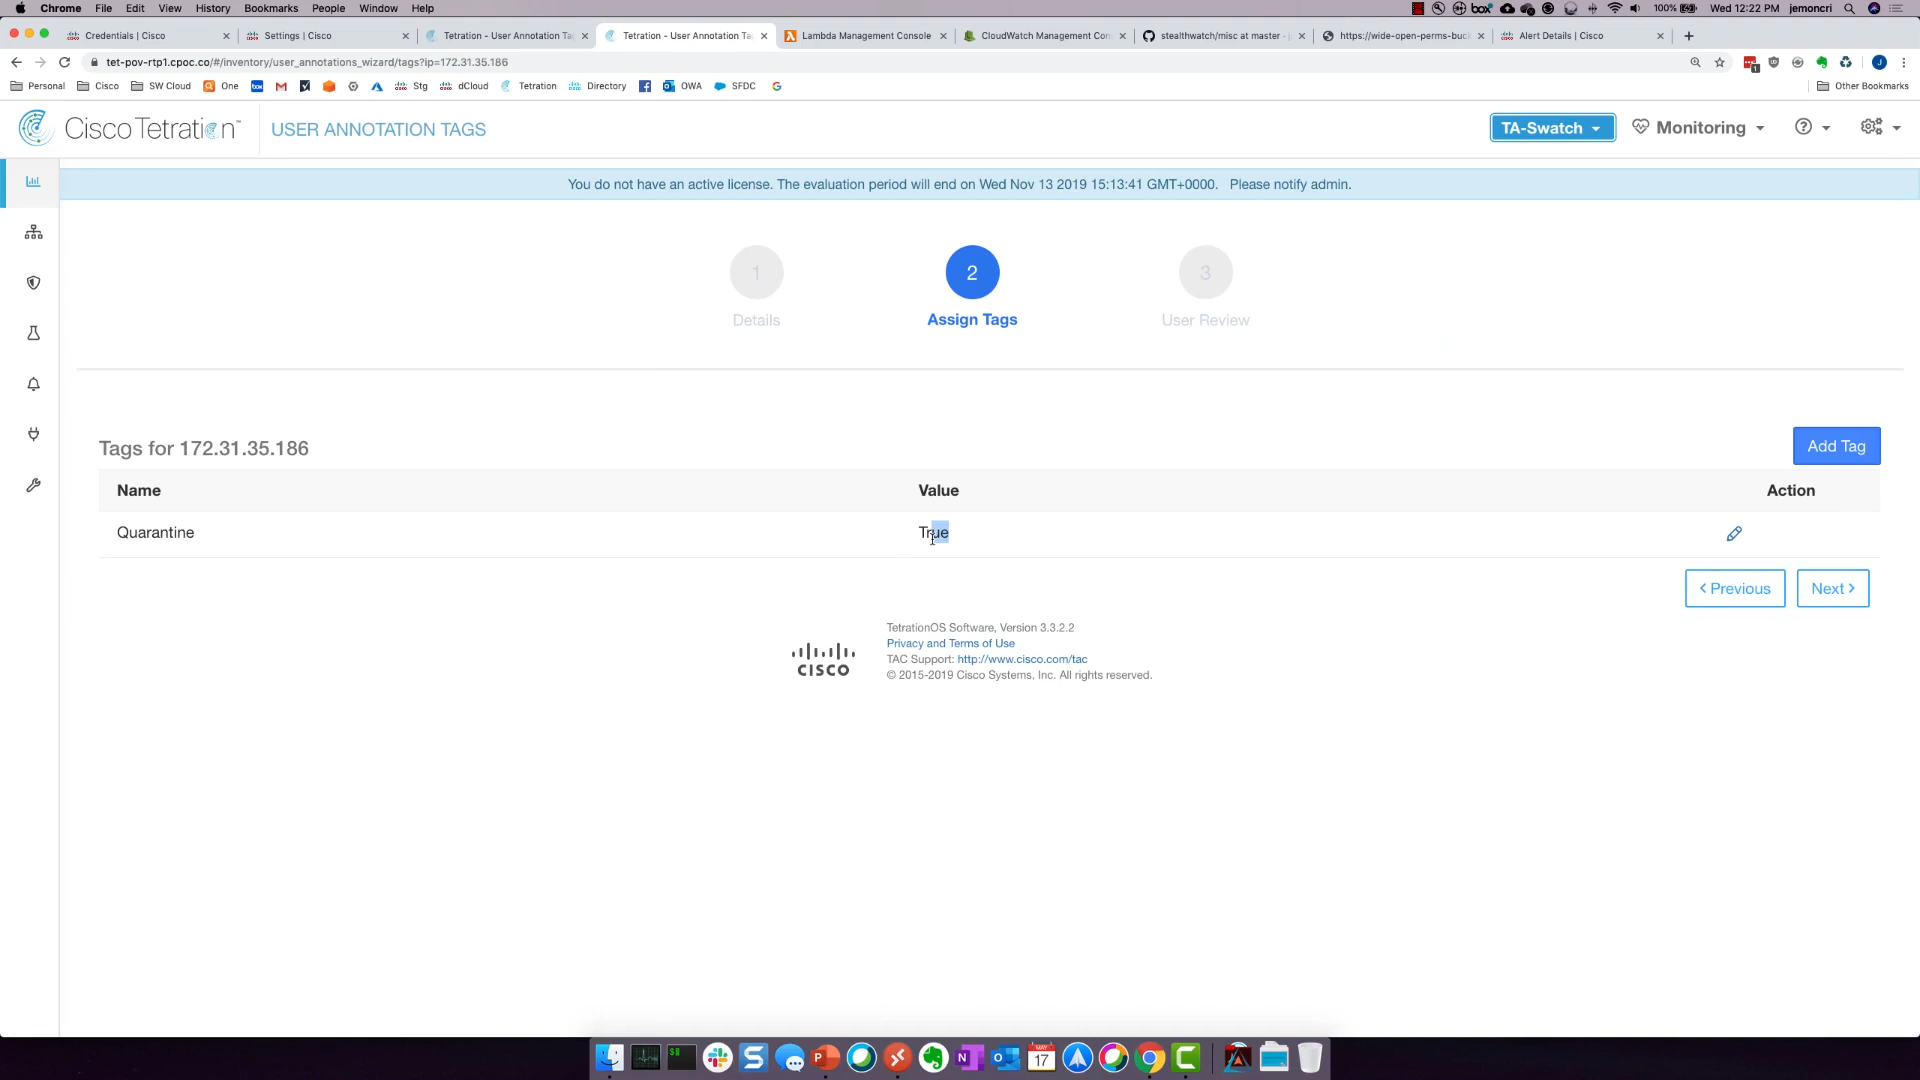 Chrome File Edit View History Bookmarks People Window Help
box 100% Wed 12:22 PM jemoncri
Credentials | Cisco
Settings | Cisco
Tetration - User Annotation Ta
Tetration - User Annotation Ta
Lambda Management Console
CloudWatch Management Con
stealthwatch/misc at master -
https://wide-open-perms-buc
Alert Details | Cisco
tet-pov-rtp1.cpoc.co/#/inventory/user_annotations_wizard/tags?ip=172.31.35.186
Personal Cisco SW Cloud One Stg dCloud Tetration Directory OWA SFDC Other Bookmarks
Cisco Tetration™ USER ANNOTATION TAGS TA-Swatch Monitoring
You do not have an active license. The evaluation period will end on Wed Nov 13 2019 15:13:41 GMT+0000. Please notify admin.
1 2 3
Details Assign Tags User Review
Tags for 172.31.35.186 Add Tag
Name Value Action
Quarantine True
Previous Next
TetrationOS Software, Version 3.3.2.2
Privacy and Terms of Use
TAC Support: http://www.cisco.com/tac
© 2015-2019 Cisco Systems, Inc. All rights reserved.
CISCO
MAY
17